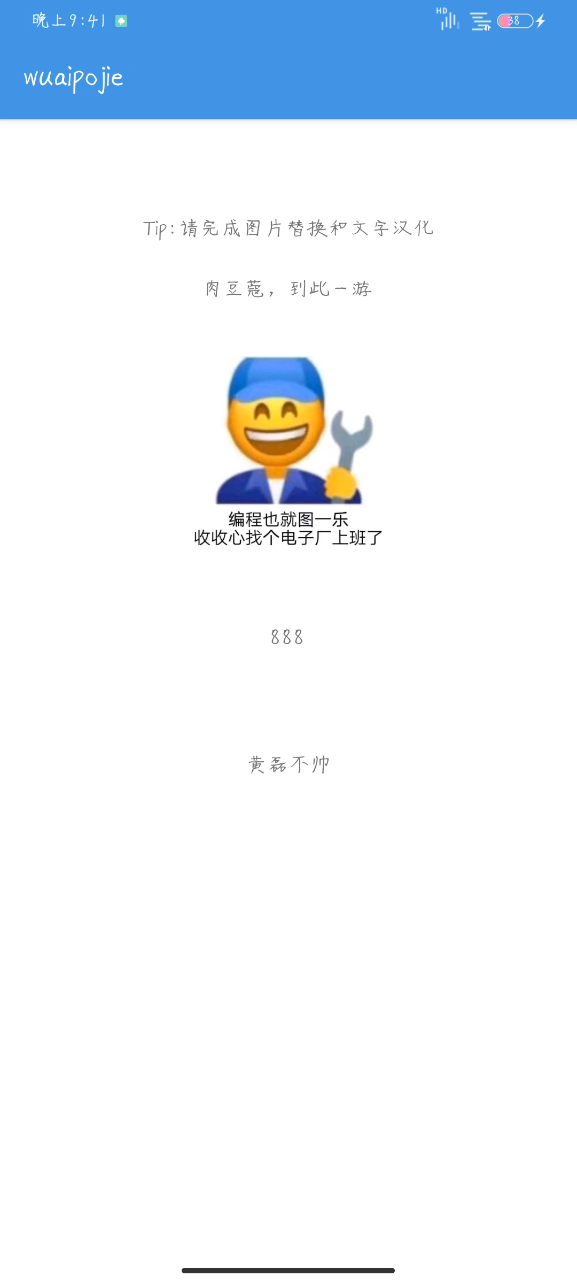 晚上9:41
HD
38
wuaipojie
Tip:请完成图片替换和文字汉化
肉豆蔻，到此一游
编程也就图一乐
收收心找个电子厂上班了
888
黄磊不帅